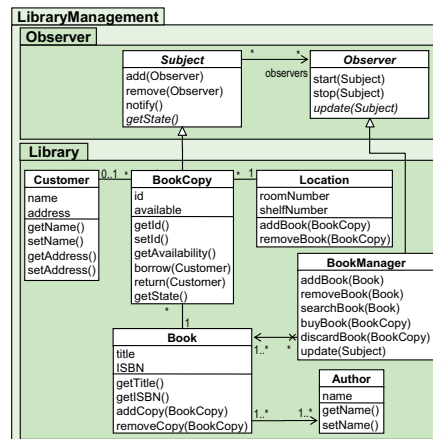 LibraryManagement
Observer
Subject
add(Observer)
remove(Observer)
notify()
getState()
* *
observers
Observer
start(Subject)
stop(Subject)
update(Subject)
Library
Customer
name
address
getName()
setName()
getAddress()
setAddress()
0..1 *
BookCopy
id
available
getId()
setId()
getAvailability()
borrow(Customer)
return(Customer)
getState()
* 1
Location
roomNumber
shelfNumber
addBook(BookCopy)
removeBook(BookCopy)
BookManager
addBook(Book)
removeBook(Book)
searchBook(Book)
buyBook(BookCopy)
discardBook(BookCopy)
update(Subject)
*
1
Book
title
ISBN
getTitle()
getISBN()
addCopy(BookCopy)
removeCopy(BookCopy)
1..* *
1..* 1..*
Author
name
getName()
setName()